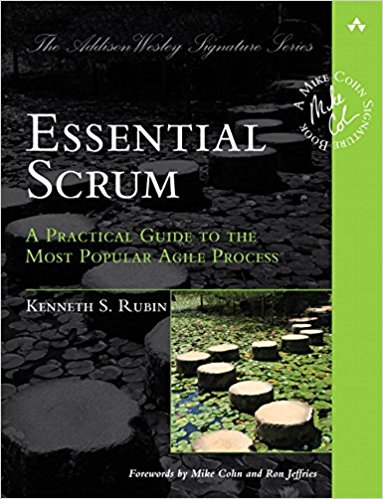 The Addison Wesley Signature Series
A MIKE COHN SIGNATURE BOOK
Mike Cohn
ESSENTIAL
SCRUM
A PRACTICAL GUIDE TO THE
MOST POPULAR AGILE PROCESS
KENNETH S. RUBIN
Forewords by Mike Cohn and Ron Jeffries